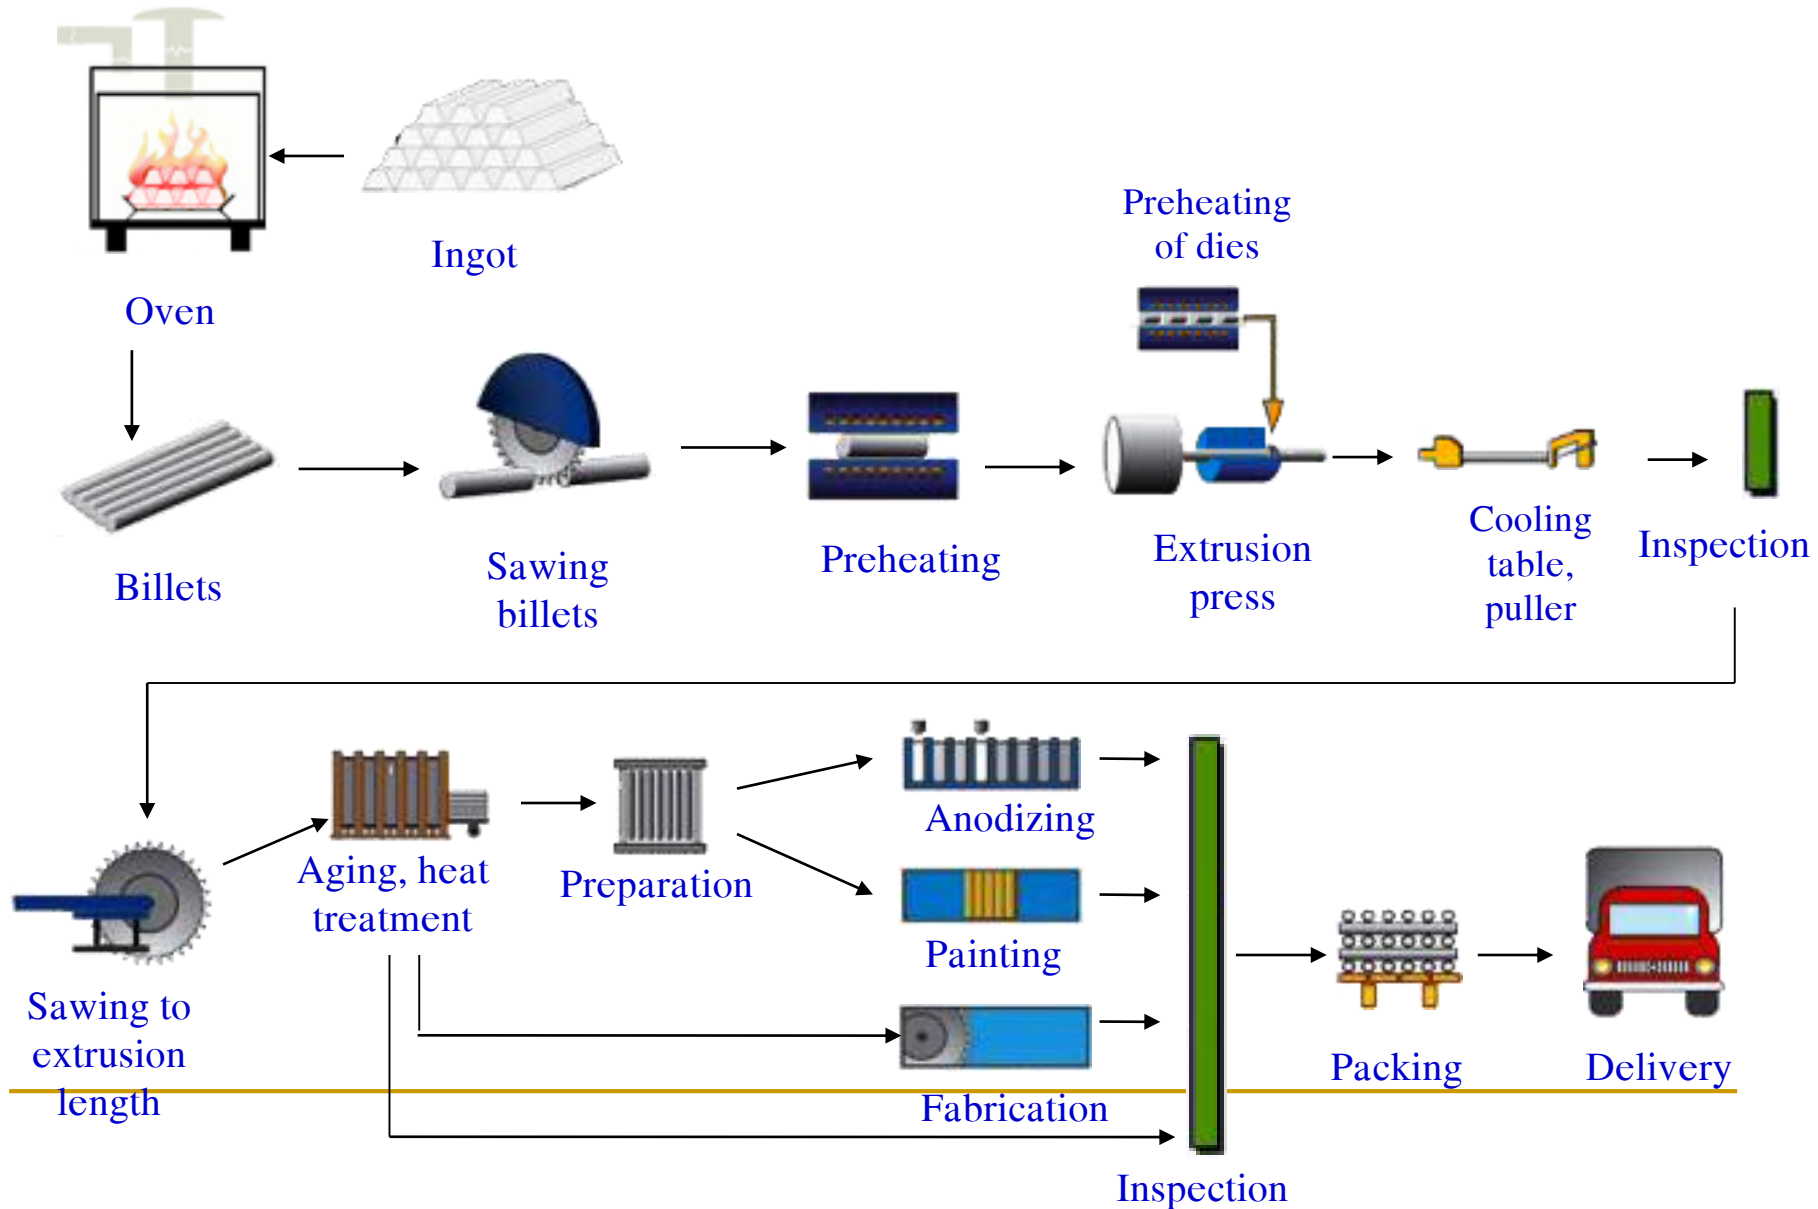 Ingot
Oven
Preheating
of dies
Billets
Sawing
billets
Preheating
Extrusion
press
Cooling
table,
puller
Inspection
Sawing to
extrusion
length
Aging, heat
treatment
Preparation
Anodizing
Painting
Fabrication
Inspection
Packing
Delivery